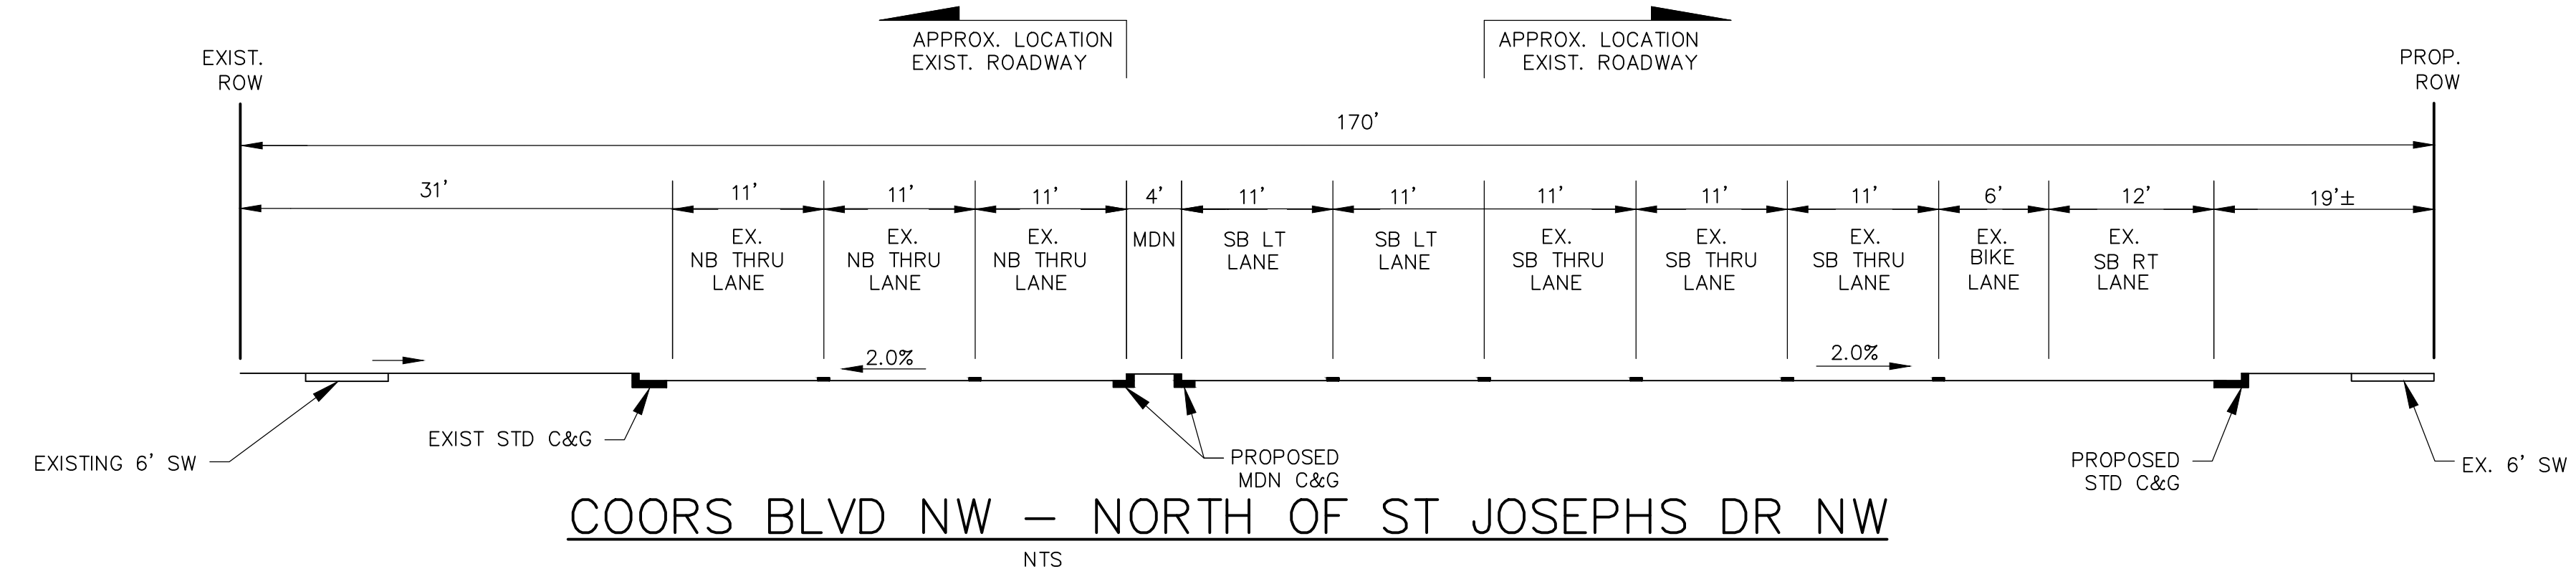 APPROX. LOCATION
EXIST. ROADWAY
APPROX. LOCATION
EXIST. ROADWAY
EXIST.
ROW
PROP.
ROW
170'
31'
11'
11'
11'
4'
11'
11'
11'
11'
11'
6'
12'
19'±
EX.
NB THRU
LANE
EX.
NB THRU
LANE
EX.
NB THRU
LANE
MDN
SB LT
LANE
SB LT
LANE
EX.
SB THRU
LANE
EX.
SB THRU
LANE
EX.
SB THRU
LANE
EX.
BIKE
LANE
EX.
SB RT
LANE
2.0%
2.0%
EXISTING 6' SW
EXIST STD C&G
PROPOSED
MDN C&G
PROPOSED
STD C&G
EX. 6' SW
COORS BLVD NW – NORTH OF ST JOSEPHS DR NW
NTS